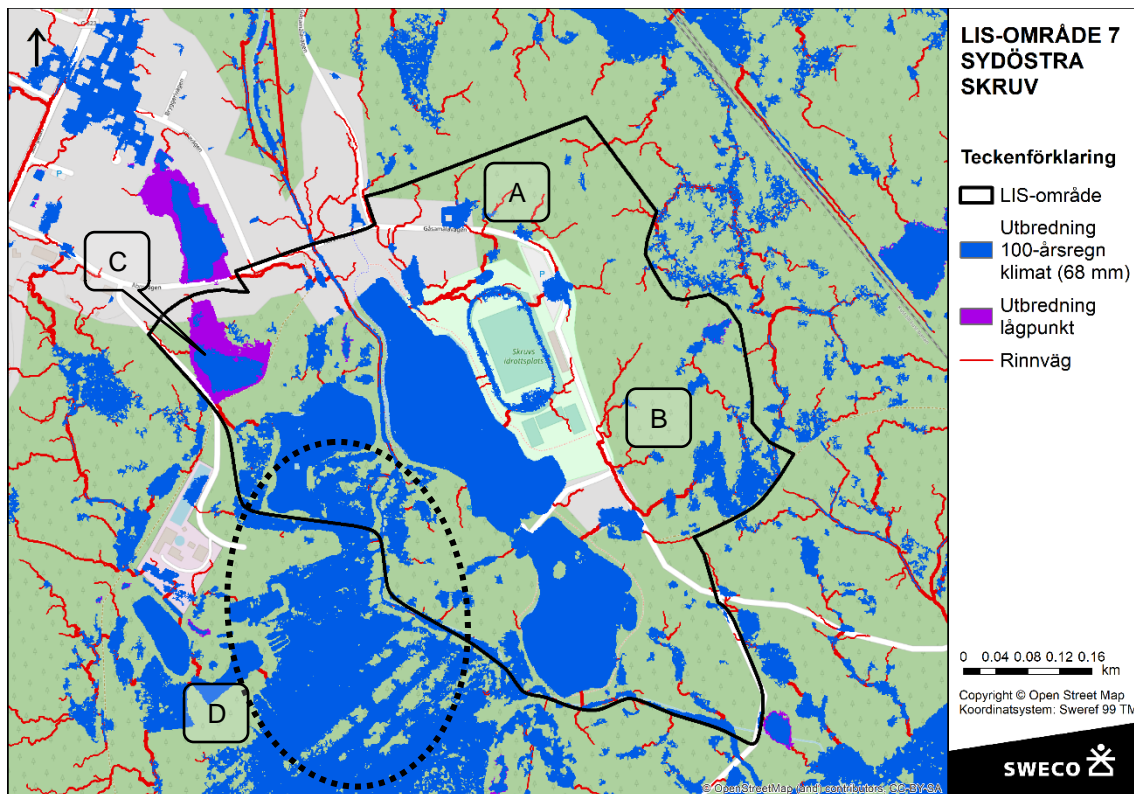 A
B
C
D
Gåsamålavägen
Skruvs
idrottsplats
P
P
LIS-OMRÅDE 7
SYDÖSTRA
SKRUV
Teckenförklaring
LIS-område
Utbredning
100-årsregn
klimat (68 mm)
Utbredning
lågpunkt
Rinnväg
0 0.04 0.08 0.12 0.16
km
Copyright © Open Street Map
Koordinatsystem: Sweref 99 TM
SWECO
© OpenStreetMap (and) contributors, CC-BY-SA